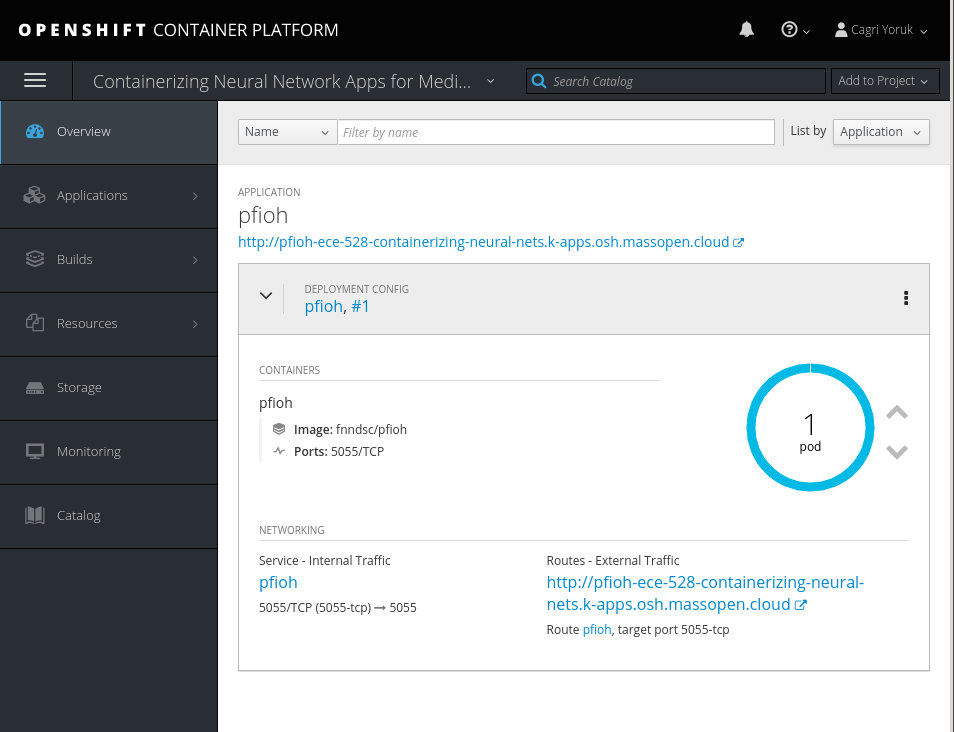 OPENSHIFT CONTAINER PLATFORM
Cagri Yoruk
Containerizing Neural Network Apps for Medi...
Search Catalog
Add to Project
Overview
Applications
Builds
Resources
Storage
Monitoring
Catalog
Name
Filter by name
List by
Application
APPLICATION
pfioh
http://pfioh-ece-528-containerizing-neural-nets.k-apps.osh.massopen.cloud
DEPLOYMENT CONFIG
pfioh, #1
CONTAINERS
pfioh
Image: fnndsc/pfioh
Ports: 5055/TCP
1
pod
NETWORKING
Service - Internal Traffic
pfioh
5055/TCP (5055-tcp) → 5055
Routes - External Traffic
http://pfioh-ece-528-containerizing-neural-
nets.k-apps.osh.massopen.cloud
Route pfioh, target port 5055-tcp